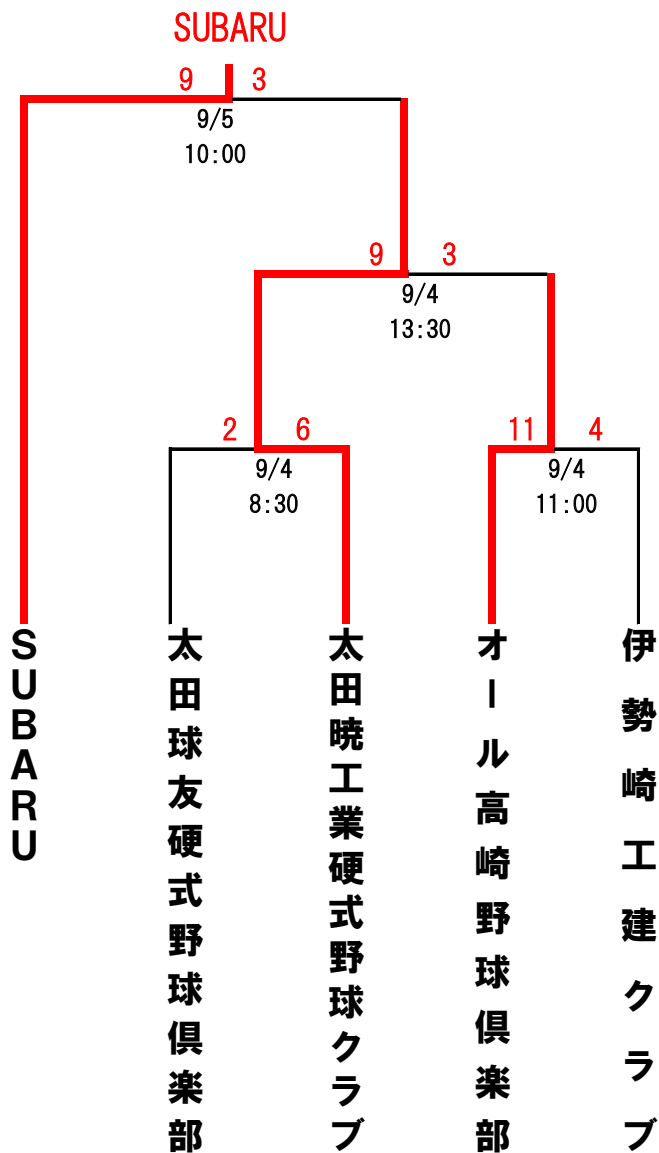 SUBARU
9 3
9/5
10:00
9 3
9/4
13:30
2 6
9/4
8:30
11 4
9/4
11:00
SUBARU
太田球友硬式野球倶楽部
太田暁工業硬式野球クラブ
オール高崎野球倶楽部
伊勢崎工建クラブ